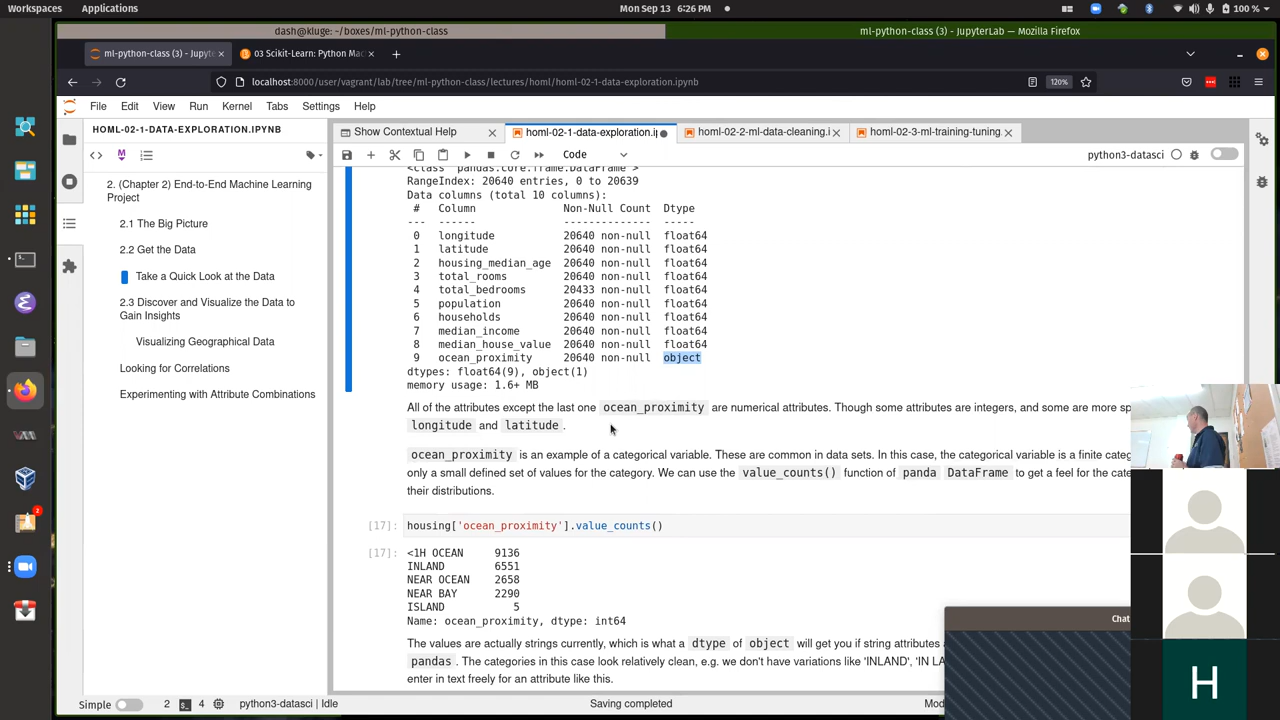 Workspaces Applications Mon Sep 13 6:26 PM 100 %
dash@kluge: ~/boxes/ml-python-class ml-python-class (3) - JupyterLab — Mozilla Firefox
ml-python-class (3) - Jupyte 03 Scikit-Learn: Python Mac
localhost:8000/user/vagrant/lab/tree/ml-python-class/lectures/homl/homl-02-1-data-exploration.ipynb 120%
File Edit View Run Kernel Tabs Settings Help
HOML-02-1-DATA-EXPLORATION.IPYNB
Show Contextual Help homl-02-1-data-exploration.ip homl-02-2-ml-data-cleaning.i homl-02-3-ml-training-tuning.
Code python3-datasci
2. (Chapter 2) End-to-End Machine Learning
Project
2.1 The Big Picture
2.2 Get the Data
Take a Quick Look at the Data
2.3 Discover and Visualize the Data to
Gain Insights
Visualizing Geographical Data
Looking for Correlations
Experimenting with Attribute Combinations
<class 'pandas.core.frame.DataFrame'>
RangeIndex: 20640 entries, 0 to 20639
Data columns (total 10 columns):
# Column Non-Null Count Dtype
--- ------ -------------- -----
0 longitude 20640 non-null float64
1 latitude 20640 non-null float64
2 housing_median_age 20640 non-null float64
3 total_rooms 20640 non-null float64
4 total_bedrooms 20433 non-null float64
5 population 20640 non-null float64
6 households 20640 non-null float64
7 median_income 20640 non-null float64
8 median_house_value 20640 non-null float64
9 ocean_proximity 20640 non-null object
dtypes: float64(9), object(1)
memory usage: 1.6+ MB
All of the attributes except the last one ocean_proximity are numerical attributes. Though some attributes are integers, and some are more sp
longitude and latitude .
ocean_proximity is an example of a categorical variable. These are common in data sets. In this case, the categorical variable is a finite categ
only a small defined set of values for the category. We can use the value_counts() function of panda DataFrame to get a feel for the cate
their distributions.
[17]: housing['ocean_proximity'].value_counts()
[17]: <1H OCEAN 9136
INLAND 6551
NEAR OCEAN 2658
NEAR BAY 2290
ISLAND 5
Name: ocean_proximity, dtype: int64
The values are actually strings currently, which is what a dtype of object will get you if string attributes a
pandas . The categories in this case look relatively clean, e.g. we don't have variations like 'INLAND', 'IN LA
enter in text freely for an attribute like this.
Chat
H
2
Simple 2 4 python3-datasci | Idle Saving completed Mod